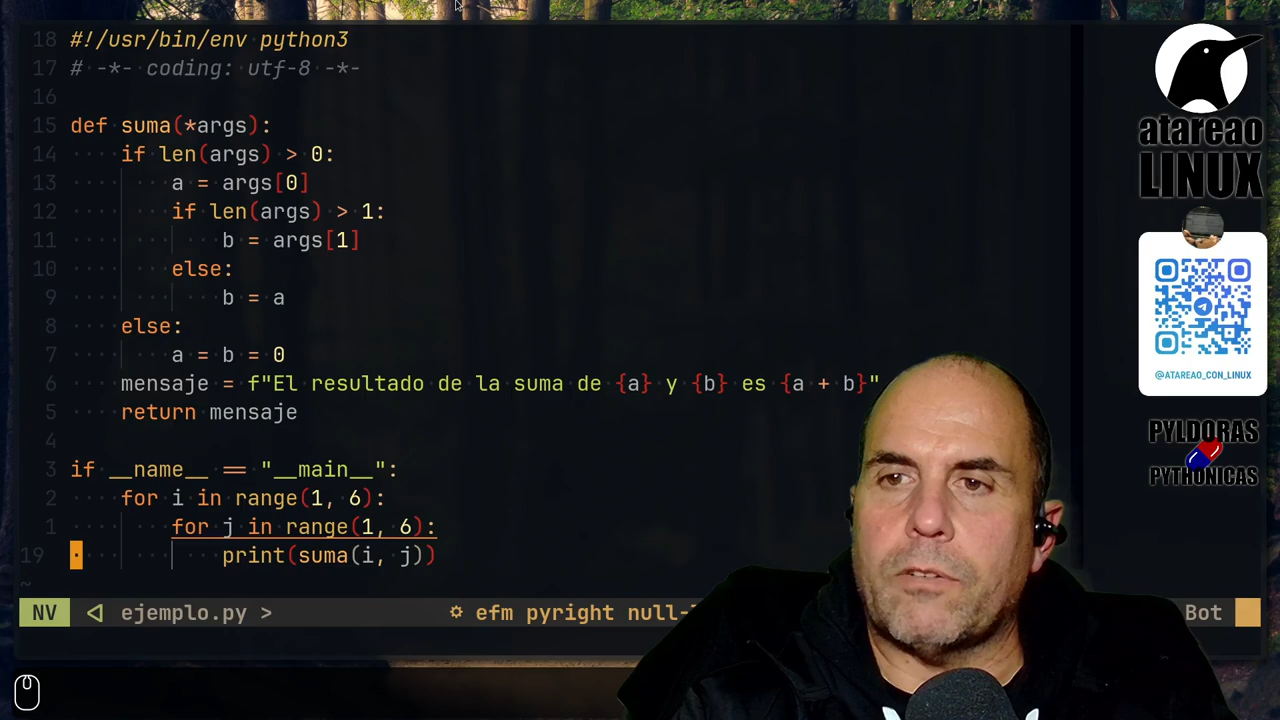 18 #!/usr/bin/env python3
17 # -*- coding: utf-8 -*-
16
15 def suma(*args):
14 if len(args) > 0:
13 a = args[0]
12 if len(args) > 1:
11 b = args[1]
10 else:
9 b = a
8 else:
7 a = b = 0
6 mensaje = f"El resultado de la suma de {a} y {b} es {a + b}"
5 return mensaje
4
3 if __name__ == "__main__":
2 for i in range(1, 6):
1 for j in range(1, 6):
19 print(suma(i, j))
~
NV ejemplo.py > efm pyright Bot
atareao
LINUX
@ATAREAO_CON_LINUX
PYLDORAS
PYTHONICAS